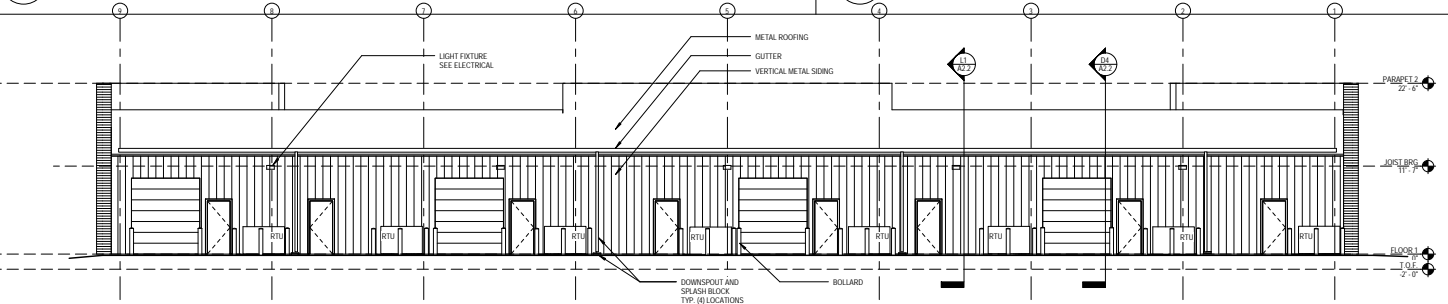 9 8 7 6 5 4 3 2 1
METAL ROOFING
LIGHT FIXTURE
SEE ELECTRICAL
GUTTER
VERTICAL METAL SIDING
L1
A2.2
D4
A2.2
PARAPET 2
22' - 6"
JOIST BRG
11' - 7"
RTU RTU RTU RTU RTU RTU RTU RTU
FLOOR 1
0"
T.O.F.
-2' - 0"
DOWNSPOUT AND
SPLASH BLOCK
TYP. (4) LOCATIONS
BOLLARD